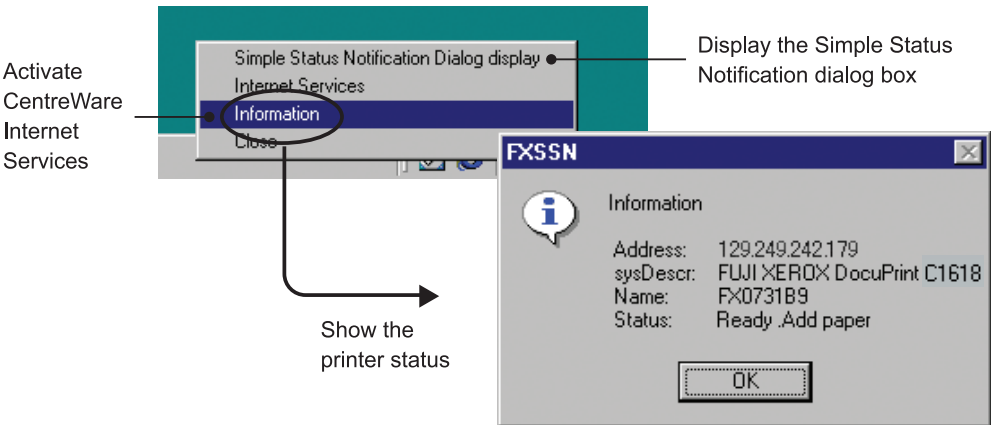 Activate
CentreWare
Internet
Services
Simple Status Notification Dialog display
Internet Services
Information
Close
Display the Simple Status
Notification dialog box
Show the
printer status
FXSSN
Information
Address: 129.249.242.179
sysDescr: FUJI XEROX DocuPrint C1618
Name: FX0731B9
Status: Ready .Add paper
OK